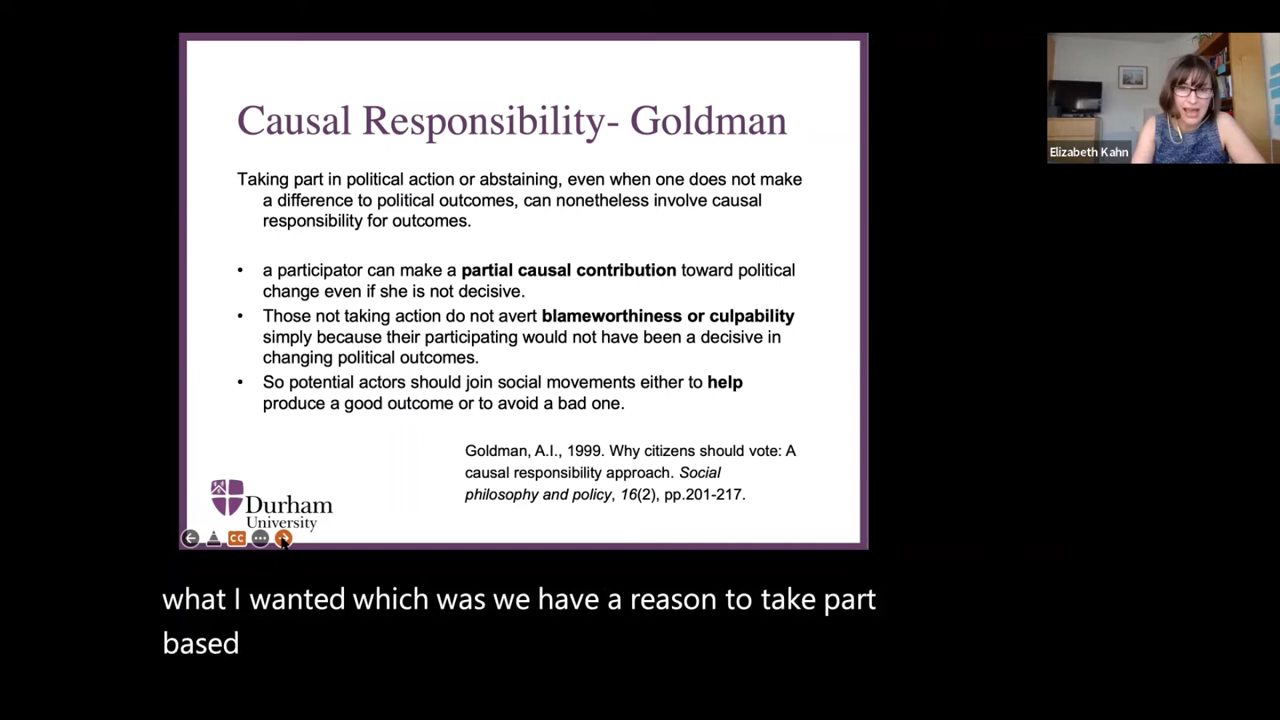 Causal Responsibility- Goldman
Taking part in political action or abstaining, even when one does not make
a difference to political outcomes, can nonetheless involve causal
responsibility for outcomes.
• a participator can make a partial causal contribution toward political
change even if she is not decisive.
• Those not taking action do not avert blameworthiness or culpability
simply because their participating would not have been a decisive in
changing political outcomes.
• So potential actors should join social movements either to help
produce a good outcome or to avoid a bad one.
Goldman, A.I., 1999. Why citizens should vote: A
causal responsibility approach. Social
philosophy and policy, 16(2), pp.201-217.
Durham
University
CC
Elizabeth Kahn
what I wanted which was we have a reason to take part
based